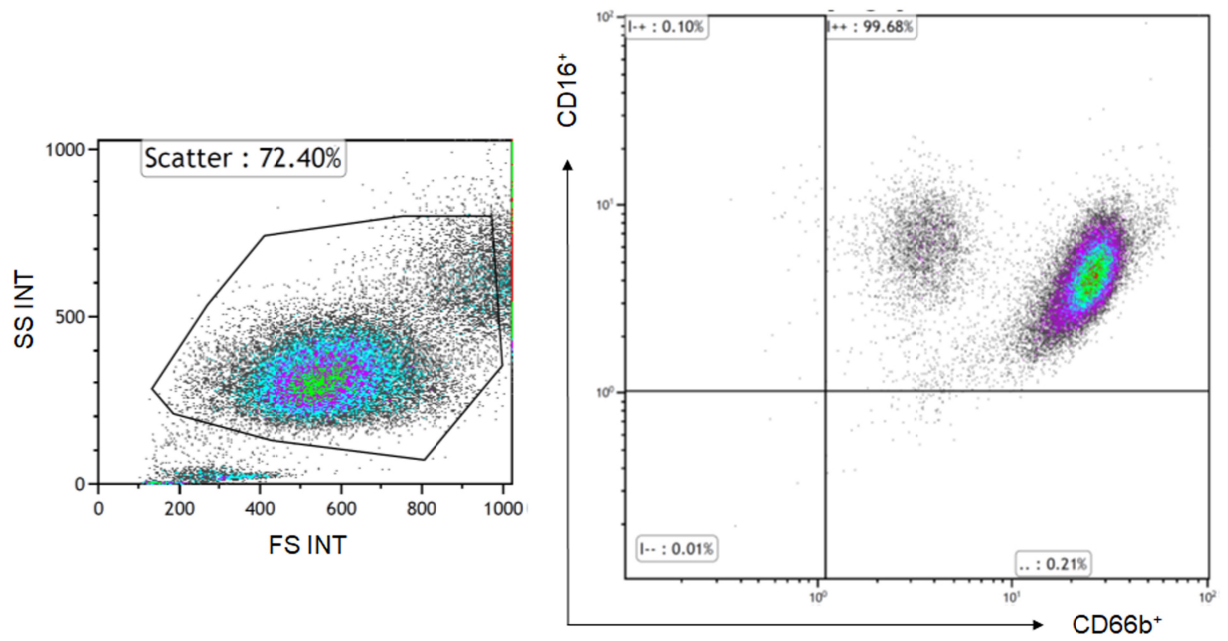 Scatter : 72.40%
1000
500
0
SS INT
0 200 400 600 800 1000
FS INT
I-+ : 0.10% I++ : 99.68%
10²
10¹
10⁰
CD16⁺
I-- : 0.01% .. : 0.21%
10⁰ 10¹ 10²
CD66b⁺